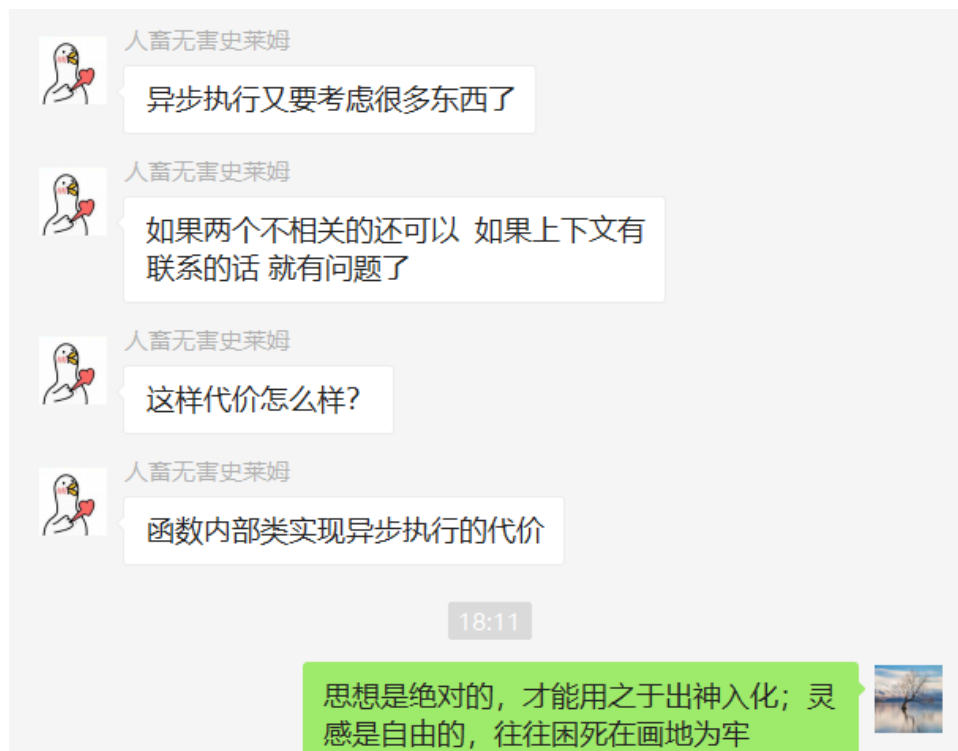 人畜无害史莱姆
异步执行又要考虑很多东西了
人畜无害史莱姆
如果两个不相关的还可以 如果上下文有
联系的话 就有问题了
人畜无害史莱姆
这样代价怎么样?
人畜无害史莱姆
函数内部类实现异步执行的代价
18:11
思想是绝对的，才能用之于出神入化；灵
感是自由的，往往困死在画地为牢